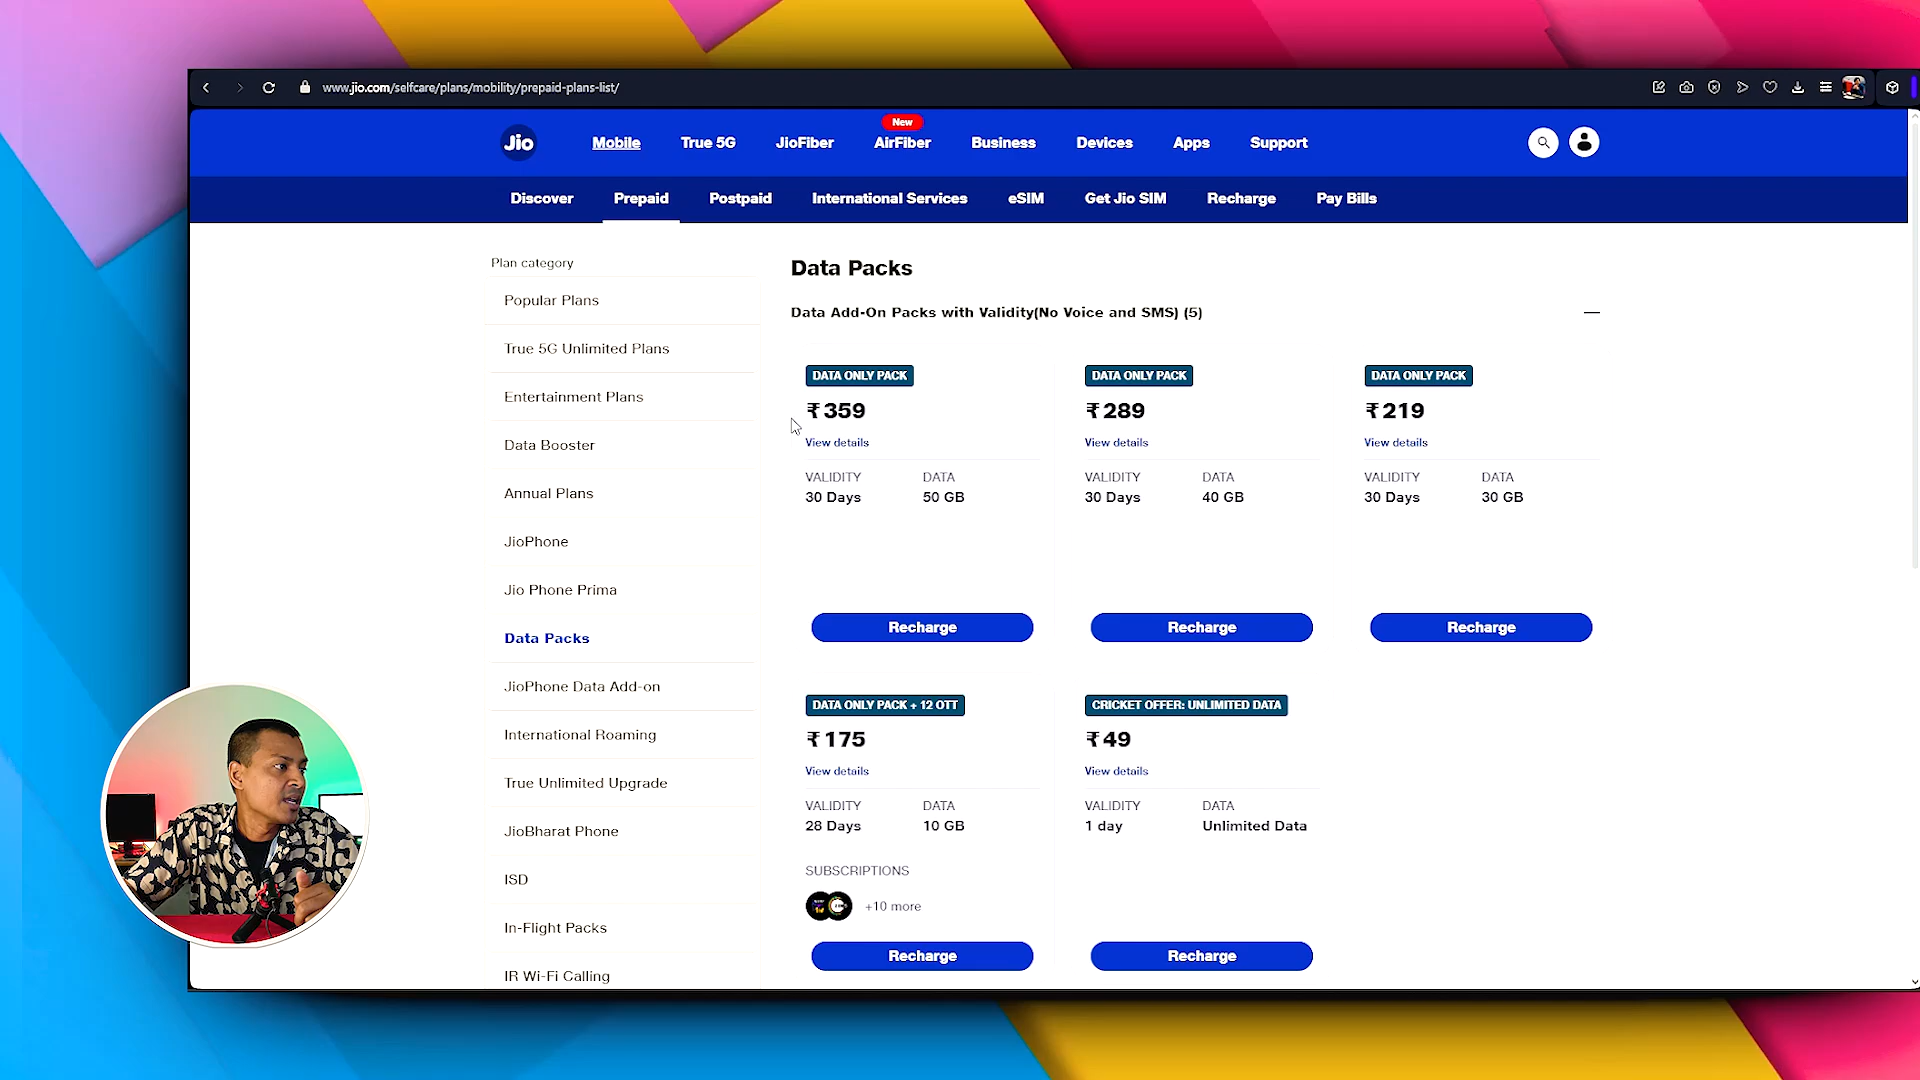 www.jio.com/selfcare/plans/mobility/prepaid-plans-list/
New
Jio Mobile True 5G JioFiber AirFiber Business Devices Apps Support
Discover Prepaid Postpaid International Services eSIM Get Jio SIM Recharge Pay Bills
Plan category
Popular Plans
True 5G Unlimited Plans
Entertainment Plans
Data Booster
Annual Plans
JioPhone
Jio Phone Prima
Data Packs
JioPhone Data Add-on
International Roaming
True Unlimited Upgrade
JioBharat Phone
ISD
In-Flight Packs
IR Wi-Fi Calling
Data Packs
Data Add-On Packs with Validity(No Voice and SMS) (5)
DATA ONLY PACK
₹359
View details
VALIDITY DATA
30 Days 50 GB
Recharge
DATA ONLY PACK
₹289
View details
VALIDITY DATA
30 Days 40 GB
Recharge
DATA ONLY PACK
₹219
View details
VALIDITY DATA
30 Days 30 GB
Recharge
DATA ONLY PACK + 12 OTT
₹175
View details
VALIDITY DATA
28 Days 10 GB
SUBSCRIPTIONS
+10 more
Recharge
CRICKET OFFER: UNLIMITED DATA
₹49
View details
VALIDITY DATA
1 day Unlimited Data
Recharge